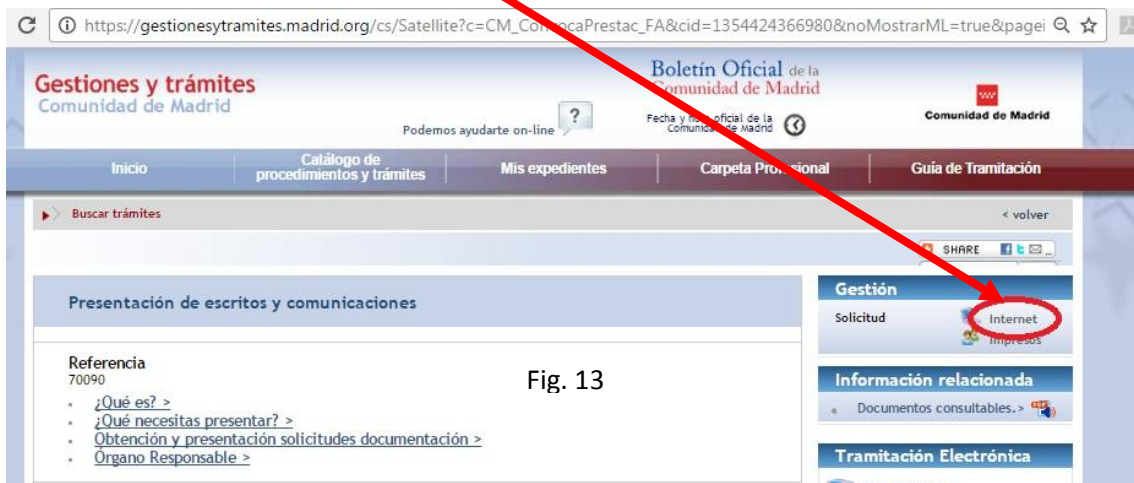 https://gestionesytramites.madrid.org/cs/Satellite?c=CM_ConvocaPrestac_FA&cid=1354424366980&noMostrarML=true&pagei
Gestiones y trámites
Comunidad de Madrid
Podemos ayudarte on-line
?
Boletín Oficial de la
Comunidad de Madrid
Fecha y hora oficial de la
Comunidad de Madrid
Comunidad de Madrid
Inicio
Catálogo de
procedimientos y trámites
Mis expedientes
Carpeta Profesional
Guía de Tramitación
Buscar trámites
< volver
SHARE
Presentación de escritos y comunicaciones
Gestión
Solicitud
Internet
Impresos
Referencia
70090
¿Qué es? >
¿Qué necesitas presentar? >
Obtención y presentación solicitudes documentación >
Órgano Responsable >
Fig. 13
Información relacionada
Documentos consultables.>
Tramitación Electrónica